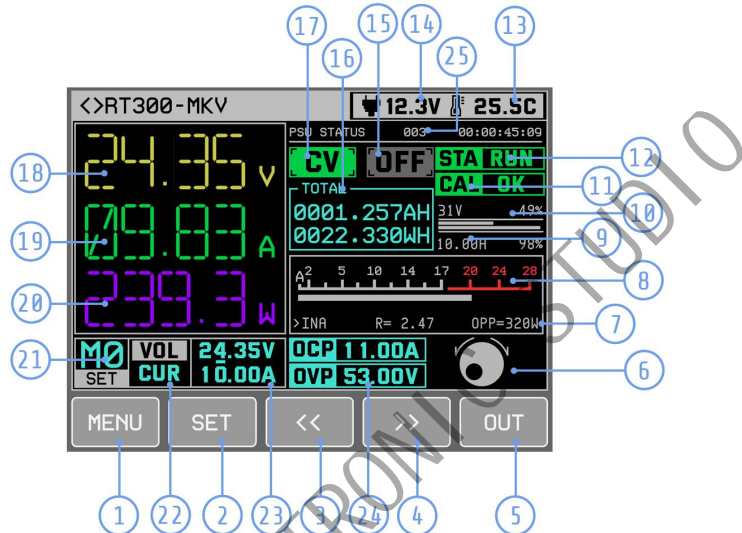 17 15 14 25 13
16
<>RT300-MKV 12.3V 25.5C
PSU STATUS 003 00:00:45:09
24.35 V
CV OFF STA RUN
CAL OK
TOTAL
0001.257AH
0022.330WH
31V 49%
10.00A 98%
09.83 A
239.3 W
A 2 5 10 14 17 20 24 28
>INA R= 2.47 OPP=320W
M0 SET
VOL 24.35V
CUR 10.00A
OCP 11.00A
OVP 53.00V
MENU SET << >> OUT
18
19
20
21
12
11
10
9
8
7
6
1 2 22 23 3 24 4 5
TRONIC STUDIO